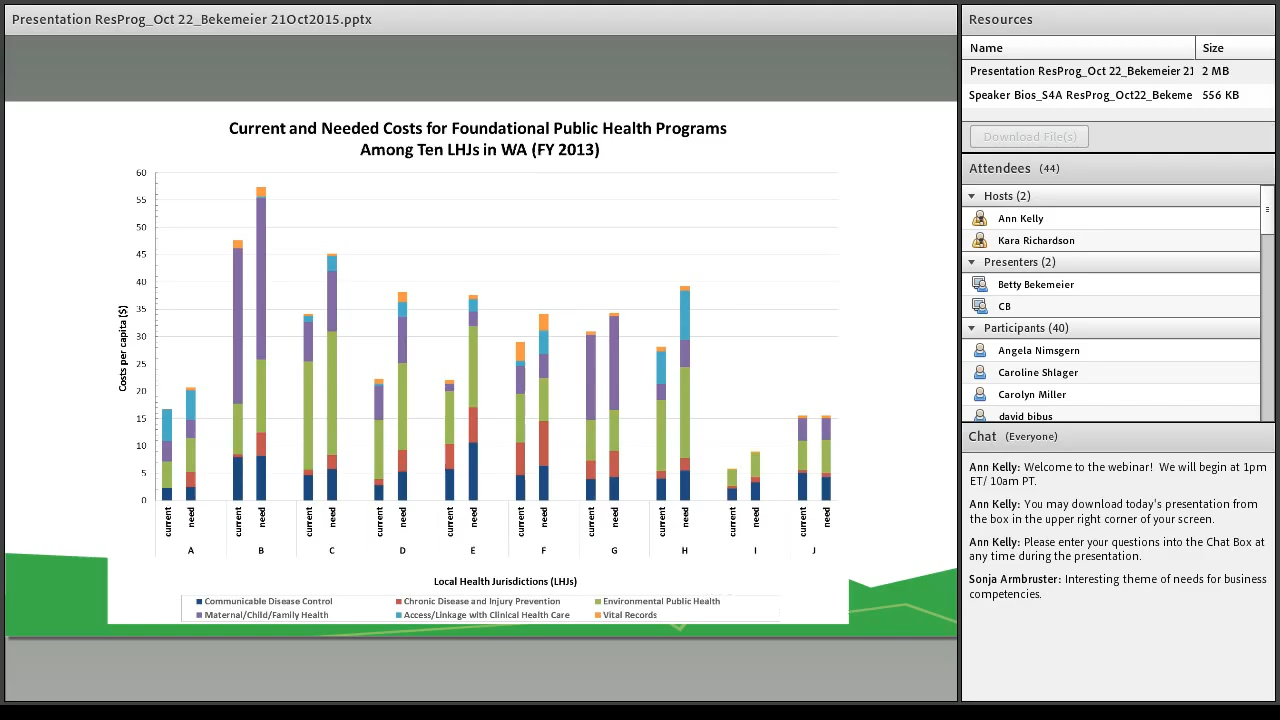 Presentation ResProg_Oct 22_Bekemeier 21Oct2015.pptx
Current and Needed Costs for Foundational Public Health Programs
Among Ten LHJs in WA (FY 2013)
Costs per capita ($)
60
55
50
45
40
35
30
25
20
15
10
5
0
current need current need current need current need current need current need current need current need current need current need
A B C D E F G H I J
Local Health Jurisdictions (LHJs)
Communicable Disease Control Chronic Disease and Injury Prevention Environmental Public Health
Maternal/Child/Family Health Access/Linkage with Clinical Health Care Vital Records
Resources
Name Size
Presentation ResProg_Oct 22_Bekemeier 21 2 MB
Speaker Bios_S4A ResProg_Oct22_Bekeme 556 KB
Download File(s)
Attendees (44)
Hosts (2)
Ann Kelly
Kara Richardson
Presenters (2)
Betty Bekemeier
CB
Participants (40)
Angela Nimsgern
Caroline Shlager
Carolyn Miller
david bibus
Chat (Everyone)
Ann Kelly: Welcome to the webinar! We will begin at 1pm
ET/ 10am PT.
Ann Kelly: You may download today's presentation from
the box in the upper right corner of your screen.
Ann Kelly: Please enter your questions into the Chat Box at
any time during the presentation.
Sonja Armbruster: Interesting theme of needs for business
competencies.